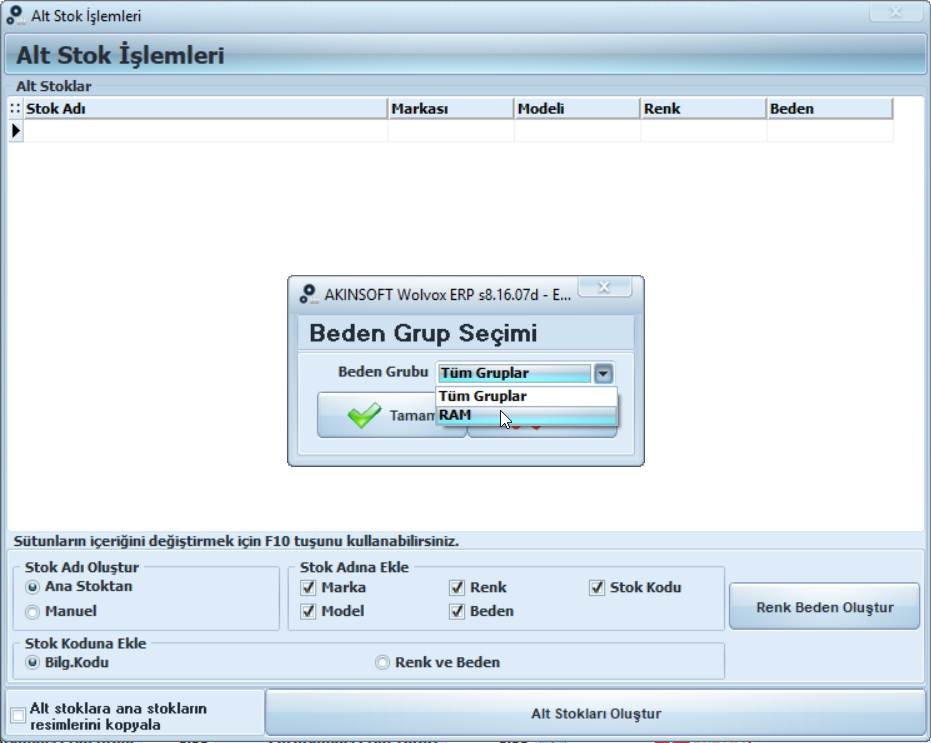 Alt Stok İşlemleri
Alt Stok İşlemleri
Alt Stoklar
Stok Adı Markası Modeli Renk Beden
AKINSOFT Wolvox ERP s8.16.07d - E...
Beden Grup Seçimi
Beden Grubu Tüm Gruplar
Tüm Gruplar
Tamam
RAM
Sütunların içeriğini değiştirmek için F10 tuşunu kullanabilirsiniz.
Stok Adı Oluştur
Ana Stoktan
Manuel
Stok Adına Ekle
Marka Renk Stok Kodu
Model Beden
Renk Beden Oluştur
Stok Koduna Ekle
Bilg.Kodu Renk ve Beden
Alt stoklara ana stokların
resimlerini kopyala
Alt Stokları Oluştur